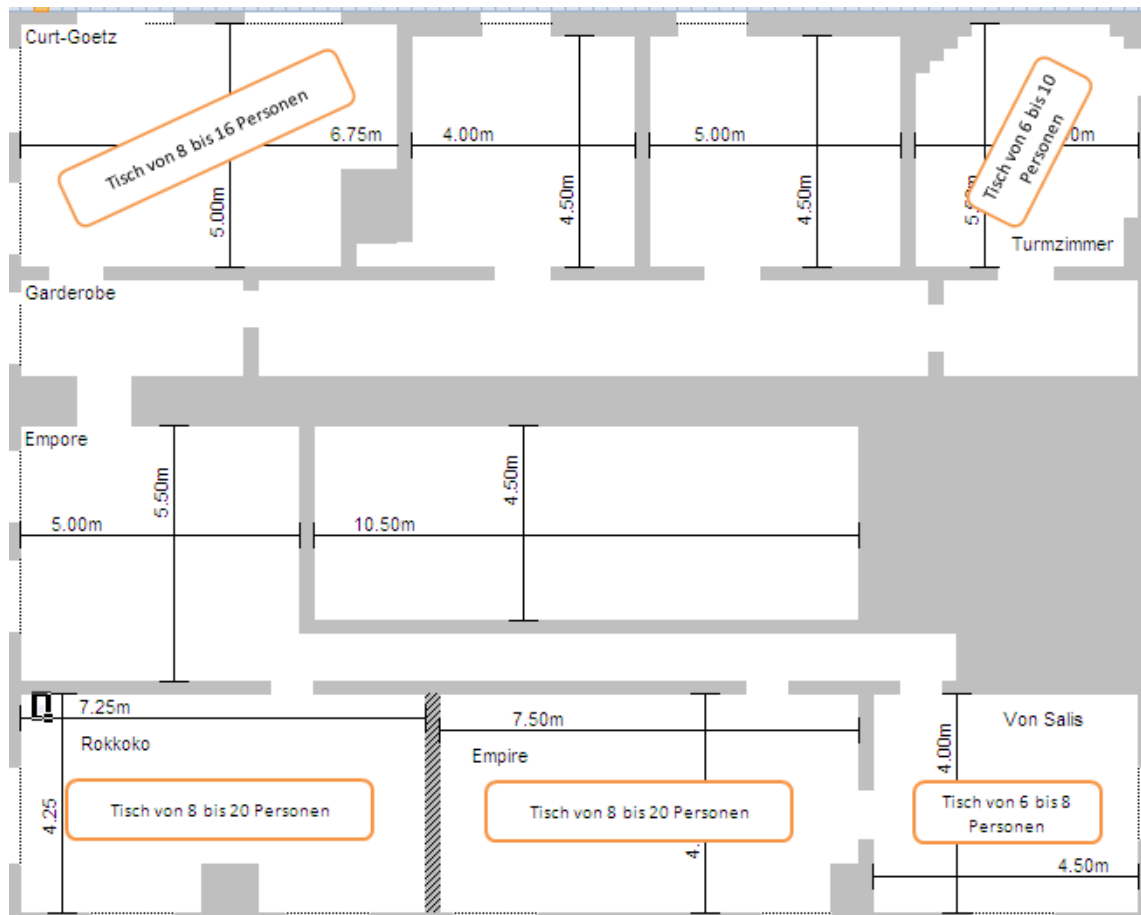 Curt-Goetz
Tisch von 8 bis 16 Personen
6.75m
5.00m
4.00m
4.50m
5.00m
4.50m
Tisch von 6 bis 10
Personen
Turmzimmer
Garderobe
Empore
5.50m
5.00m
4.50m
10.50m
7.25m
Rokkoko
4.25
Tisch von 8 bis 20 Personen
7.50m
Empire
Tisch von 8 bis 20 Personen
4.
Von Salis
4.00m
Tisch von 6 bis 8
Personen
4.50m